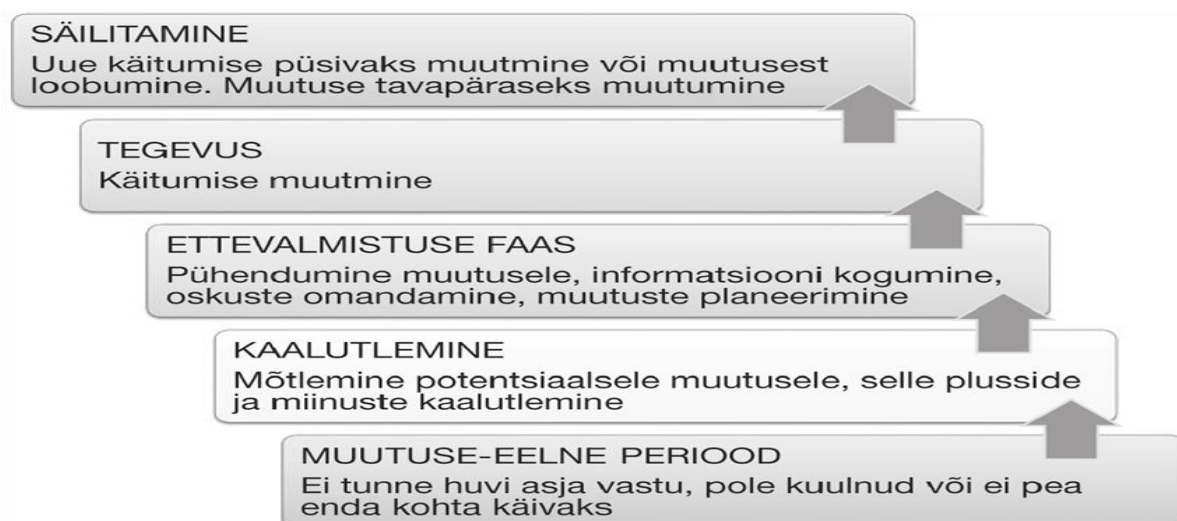 SÄILITAMINE
Uue käitumise püsivaks muutmine või muutusest
loobumine. Muutuse tavapäraseks muutumine
TEGEVUS
Käitumise muutmine
ETTEVALMISTUSE FAAS
Pühendumine muutusele, informatsiooni kogumine,
oskuste omandamine, muutuste planeerimine
KAALUTLEMINE
Mõtlemine potentsiaalsele muutusele, selle plusside
ja miinuste kaalutlemine
MUUTUSE-EELNE PERIOOD
Ei tunne huvi asja vastu, pole kuulnud või ei pea
enda kohta käivaks